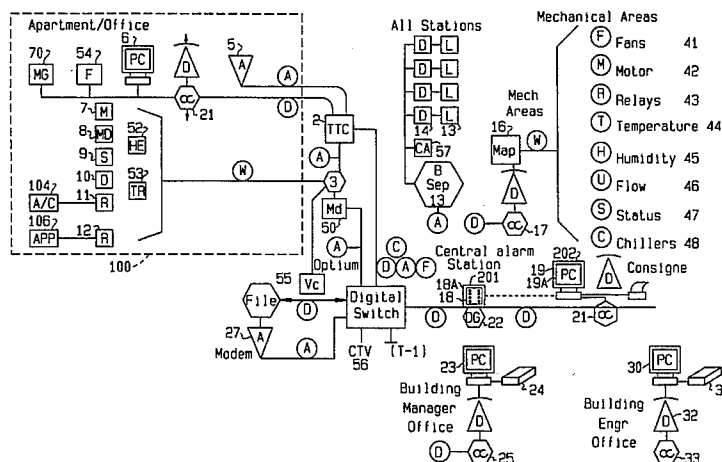 Apartment/Office
70
54
6
5
MG
F
PC
D
A
A
D
21
7
M
8
MD
52
HE
9
S
10
D
53
TR
104
A/C
11
R
106
APP
12
R
100
W
2
TTC
A
3
Md
50
A
Optium
55
Vc
File
D
27
A
Modem
A
Digital
Switch
CTV
56
(T-1)
C
D A F
All Stations
D L
D L
D L
D L
14 13
CA 57
B
Sep
13
A
Mech
Areas
16
Map
W
D
D
α
17
Mechanical Areas
F Fans 41
M Motor 42
R Relays 43
T Temperature 44
H Humidity 45
U Flow 46
S Status 47
C Chillers 48
Central alarm
Station
201
18A
18
DG
22
D
D
202
19
19A
PC
D
Consigne
21
23
PC
24
Building
Manager
Office
D
D
25
30
PC
3
Building
Engr
Office
D
32
33